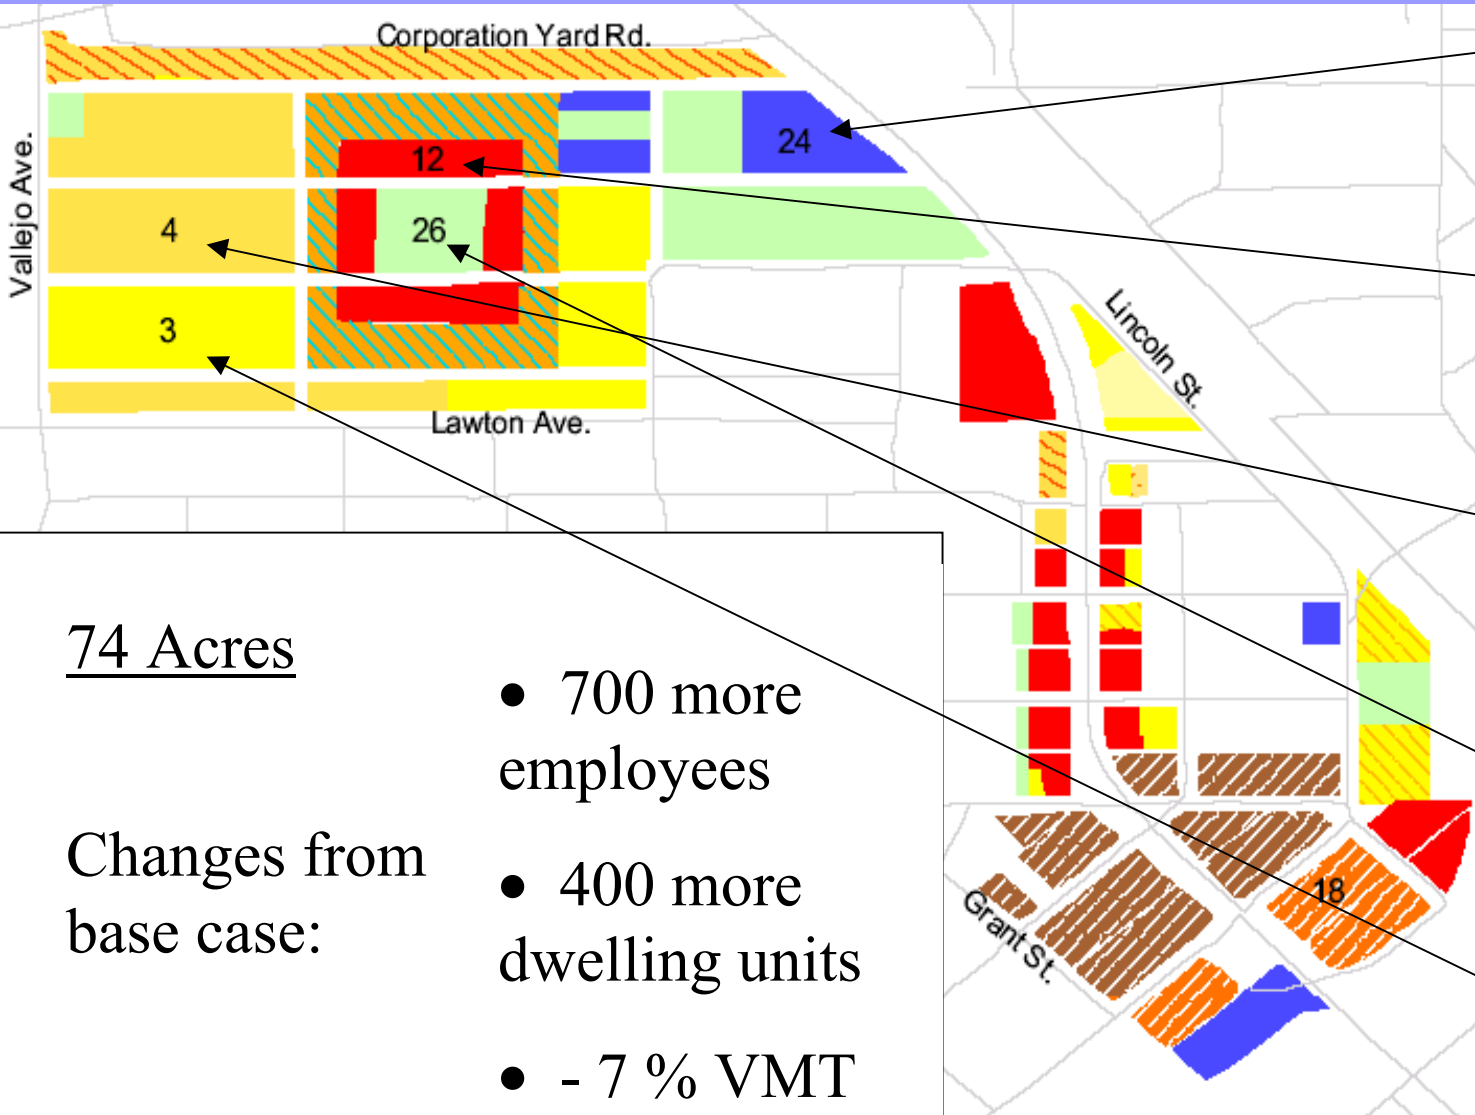 Corporation Yard Rd.
Vallejo Ave.
12
24
4
26
3
Lincoln St.
Lawton Ave.
18
Grant St.
74 Acres
Changes from
base case:
• 700 more
employees
• 400 more
dwelling units
• - 7 % VMT